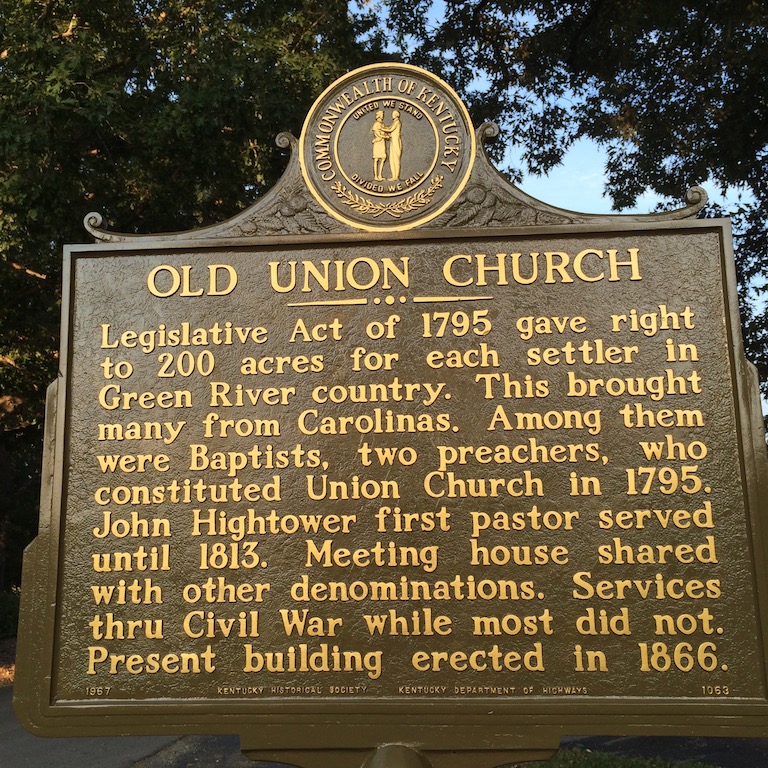 COMMONWEALTH OF KENTUCKY
UNITED WE STAND
DIVIDED WE FALL
OLD UNION CHURCH
Legislative Act of 1795 gave right
to 200 acres for each settler in
Green River country. This brought
many from Carolinas. Among them
were Baptists, two preachers, who
constituted Union Church in 1795.
John Hightower first pastor served
until 1813. Meeting house shared
with other denominations. Services
thru Civil War while most did not.
Present building erected in 1866.
1967 KENTUCKY HISTORICAL SOCIETY KENTUCKY DEPARTMENT OF HIGHWAYS 1053